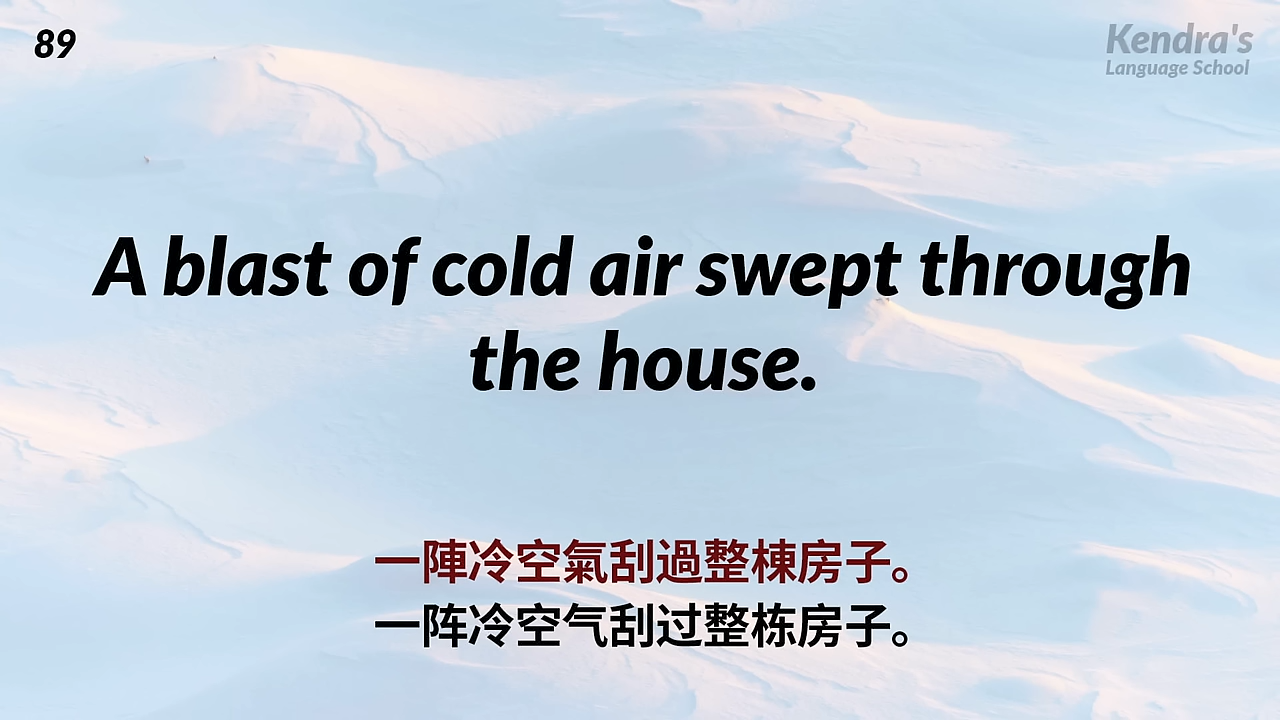 89
Kendra's
Language School
A blast of cold air swept through
the house.
一陣冷空氣刮過整棟房子。
一阵冷空气刮过整栋房子。